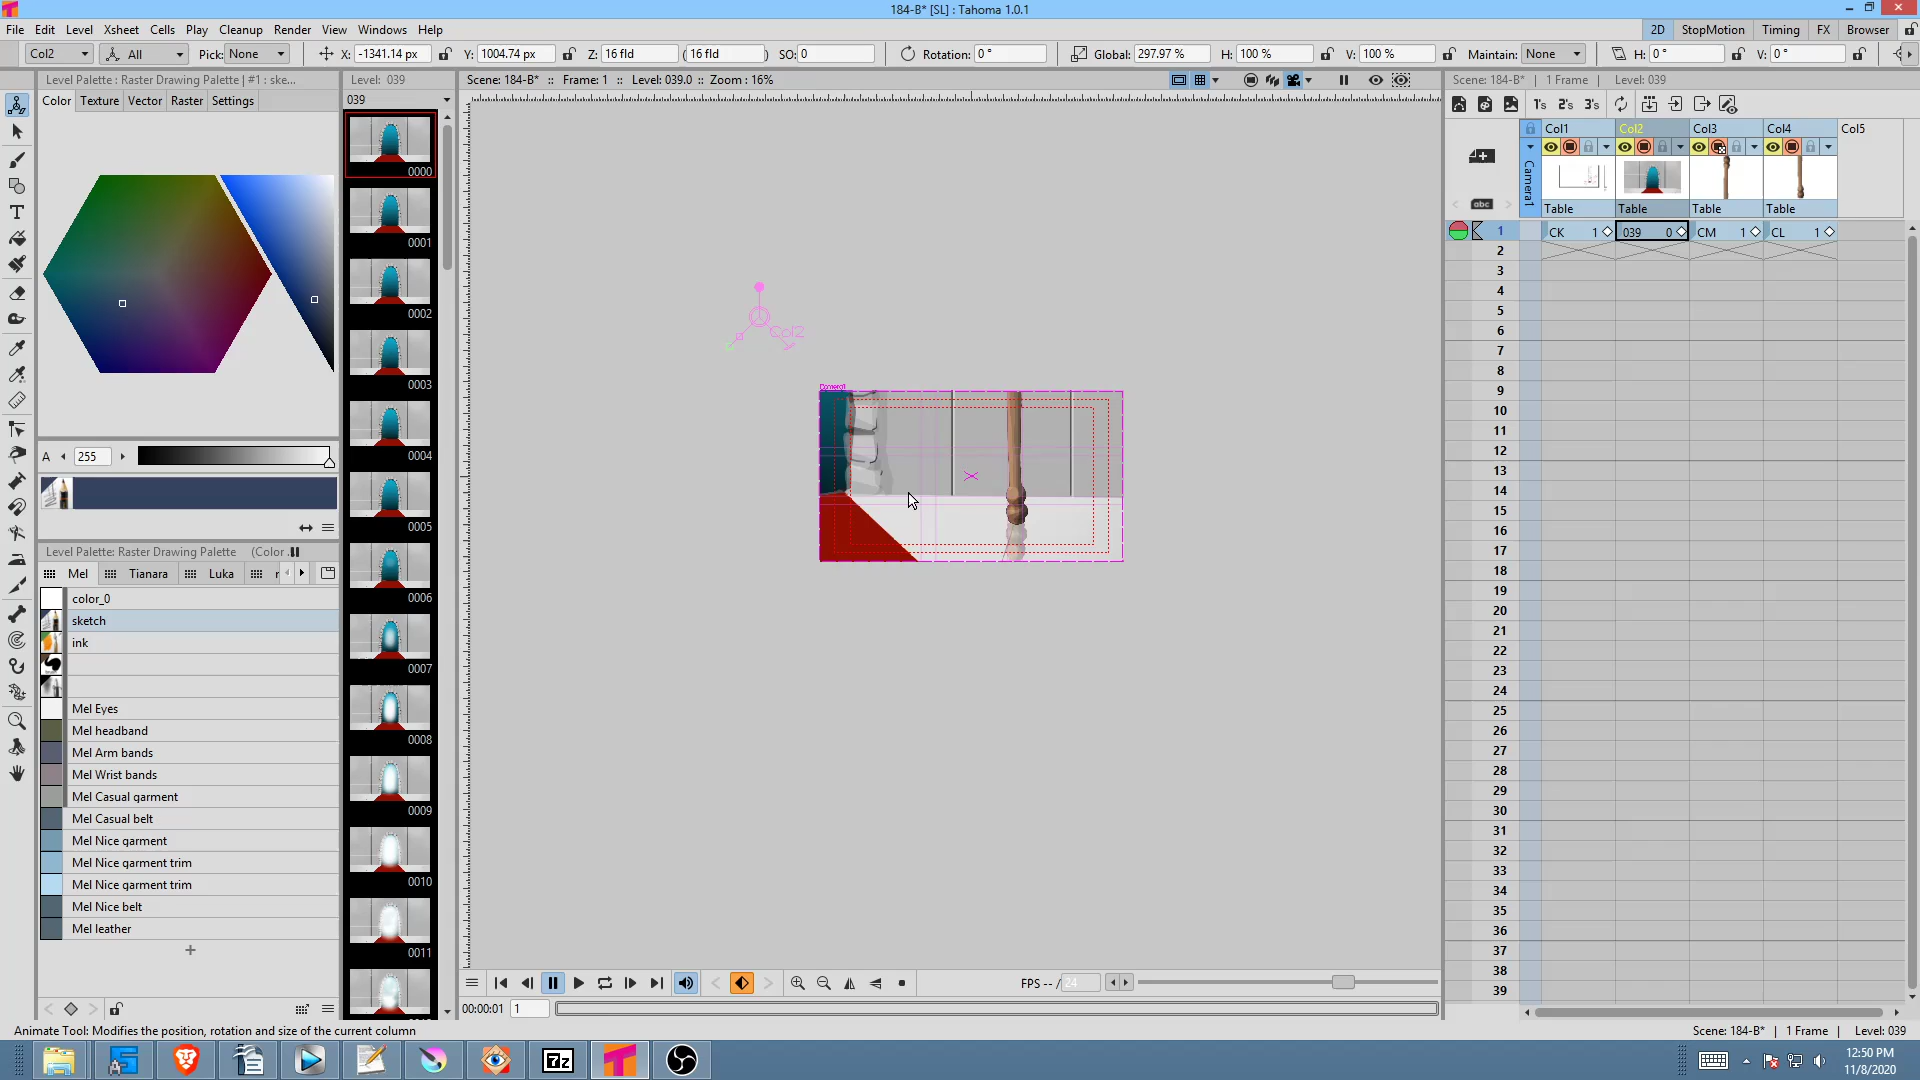 184-B* [SL] : Tahoma 1.0.1
File Edit Level Xsheet Cells Play Cleanup Render View Windows Help
2D StopMotion Timing FX Browser
Col2 All Pick: None X: -1341.14 px Y: 1004.74 px Z: 16 fld (16 fld ) SO: 0 Rotation: 0 ° Global: 297.97 % H: 100 % V: 100 % Maintain: None H: 0 ° V: 0 °
Level Palette : Raster Drawing Palette | #1 : ske...
Color Texture Vector Raster Settings
A 255
Level Palette: Raster Drawing Palette (Color
Mel Tianara Luka
color_0
sketch
ink
Mel Eyes
Mel headband
Mel Arm bands
Mel Wrist bands
Mel Casual garment
Mel Casual belt
Mel Nice garment
Mel Nice garment trim
Mel Nice garment trim
Mel Nice belt
Mel leather
Level: 039
039
0000
0001
0002
0003
0004
0005
0006
0007
0008
0009
0010
0011
Scene: 184-B* :: Frame: 1 :: Level: 039.0 :: Zoom : 16%
Col2
Camera1
FPS -- / 24
00:00:01 1
Scene: 184-B* | 1 Frame | Level: 039
1's 2's 3's
Camera1
abc
Col1 Col2 Col3 Col4 Col5
Table Table Table Table
1 CK 1 039 0 CM 1 CL 1
2
3
4
5
6
7
8
9
10
11
12
13
14
15
16
17
18
19
20
21
22
23
24
25
26
27
28
29
30
31
32
33
34
35
36
37
38
39
Animate Tool: Modifies the position, rotation and size of the current column
Scene: 184-B* | 1 Frame | Level: 039
7z
12:50 PM
11/8/2020